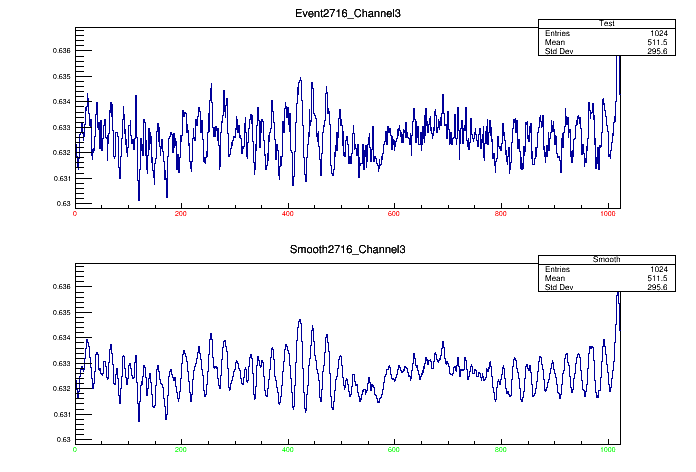 Event2716_Channel3
Test
Entries 1024
Mean 511.5
Std Dev 295.6
0.636
0.635
0.634
0.633
0.632
0.631
0.63
0 200 400 600 800 1000
Smooth2716_Channel3
Smooth
Entries 1024
Mean 511.5
Std Dev 295.6
0.636
0.635
0.634
0.633
0.632
0.631
0.63
0 200 400 600 800 1000